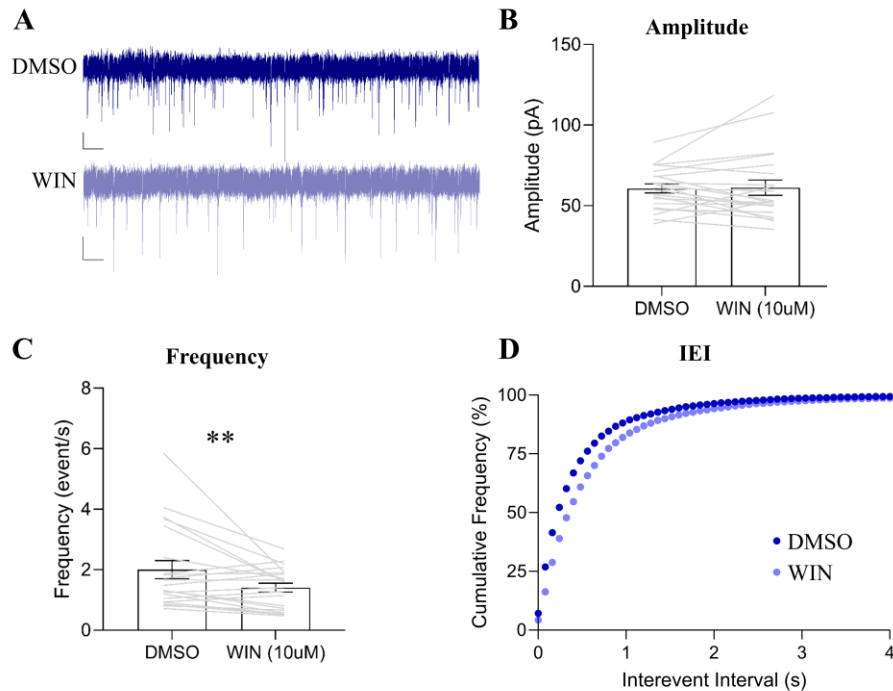 A
DMSO
WIN
B
Amplitude
150
100
50
0
Amplitude (pA)
DMSO WIN (10uM)
C
Frequency
8
6
4
2
0
Frequency (event/s)
**
DMSO WIN (10uM)
D
IEI
100
75
50
25
0
Cumulative Frequency (%)
DMSO
WIN
0 1 2 3 4
Interevent Interval (s)